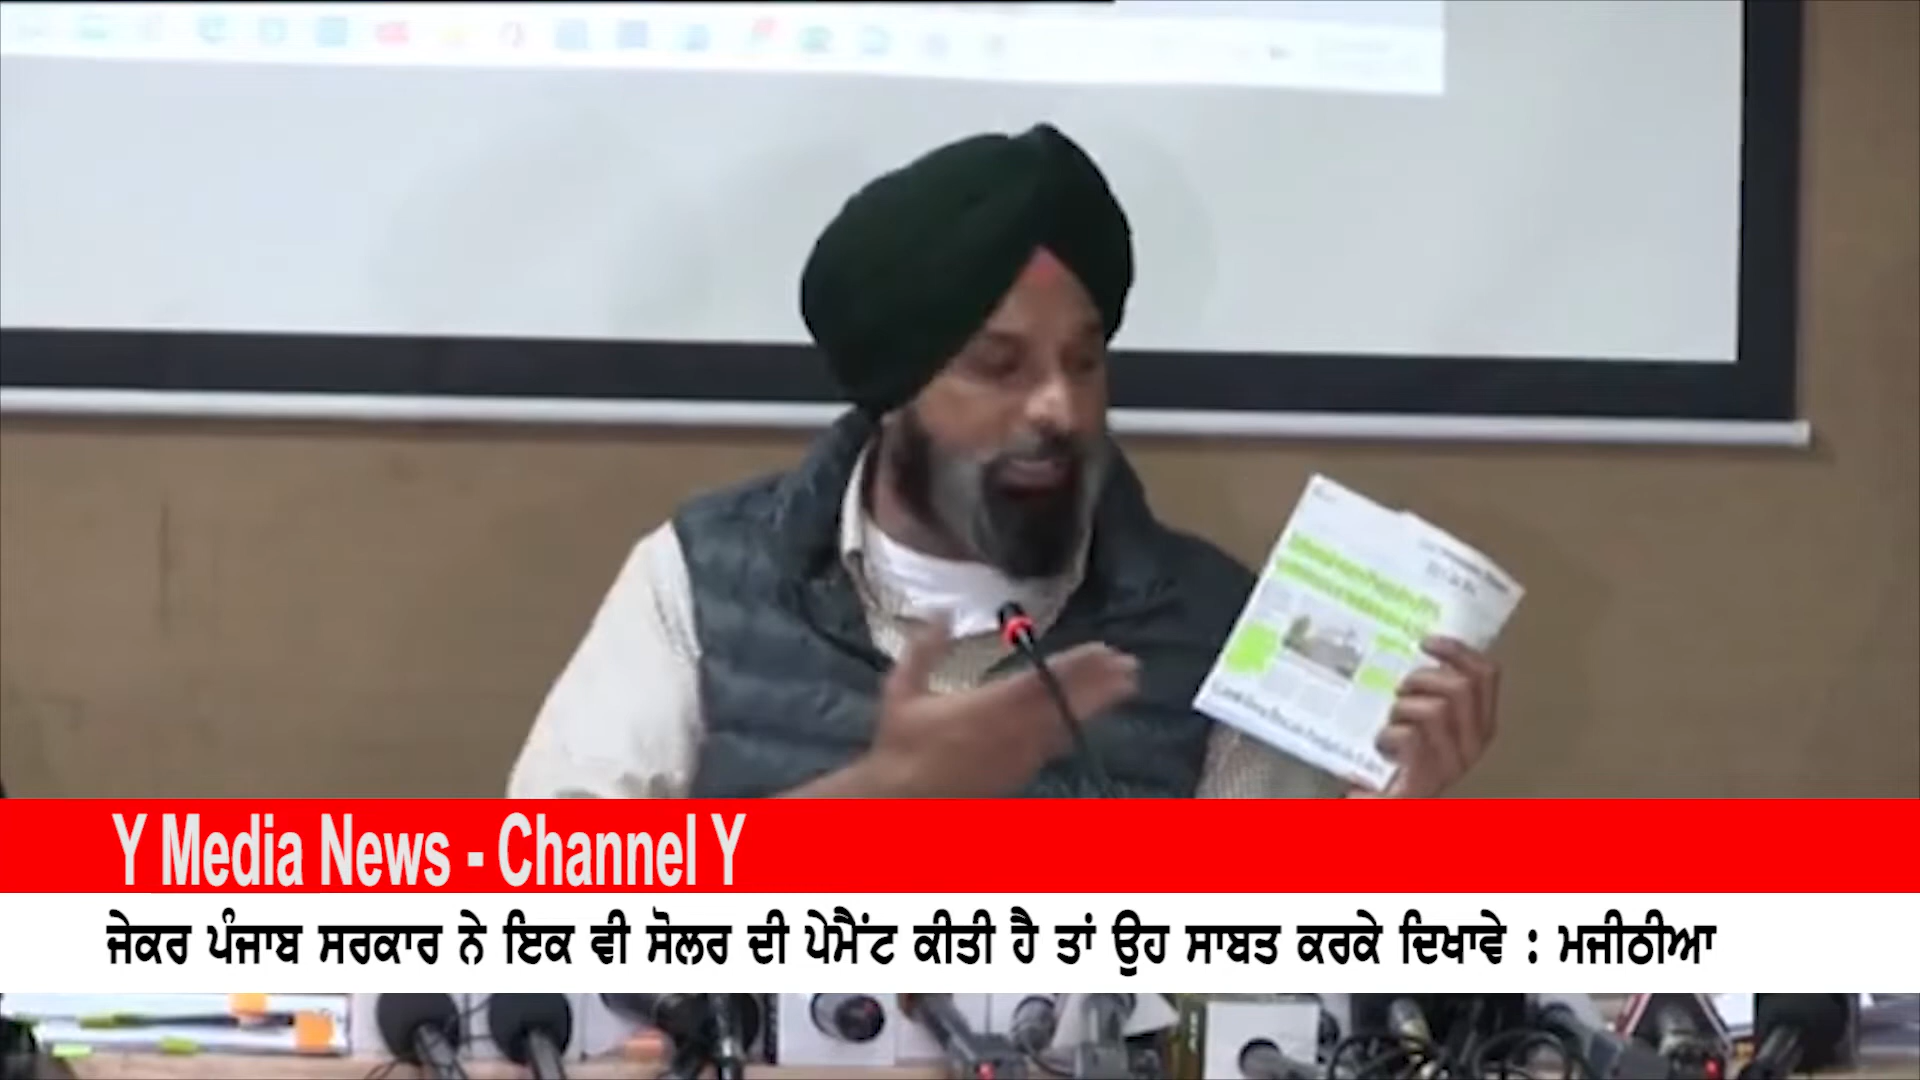 Y Media News - Channel Y
ਜੇਕਰ ਪੰਜਾਬ ਸਰਕਾਰ ਨੇ ਇਕ ਵੀ ਸੋਲਰ ਦੀ ਪੇਮੈਂਟ ਕੀਤੀ ਹੈ ਤਾਂ ਉਹ ਸਾਬਤ ਕਰਕੇ ਦਿਖਾਵੇ : ਮਜੀਠੀਆ